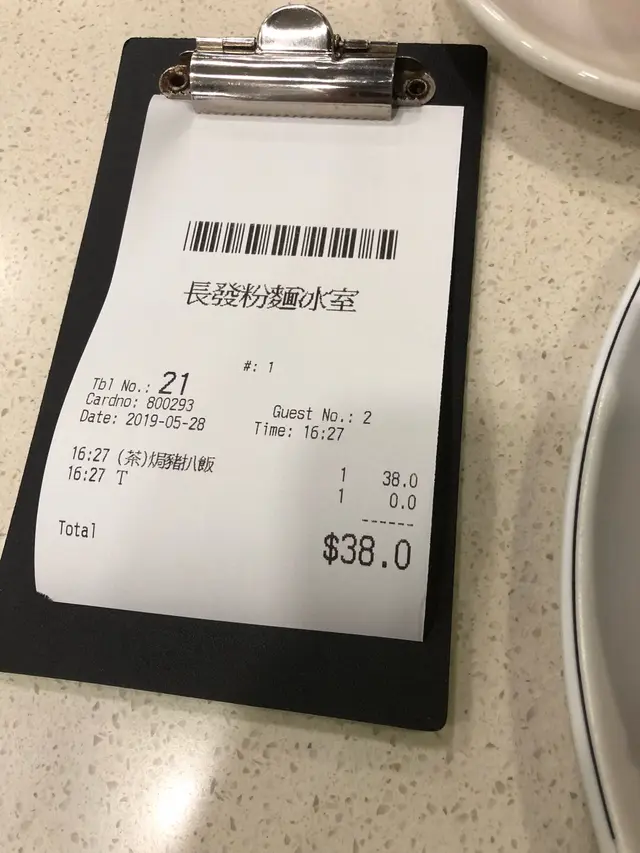 長發粉麵冰室
#: 1
Tbl No.: 21
Cardno: 800293
Guest No.: 2
Date: 2019-05-28
Time: 16:27
16:27 (茶)焗豬扒飯 1 38.0
16:27 T 1 0.0
------
Total $38.0